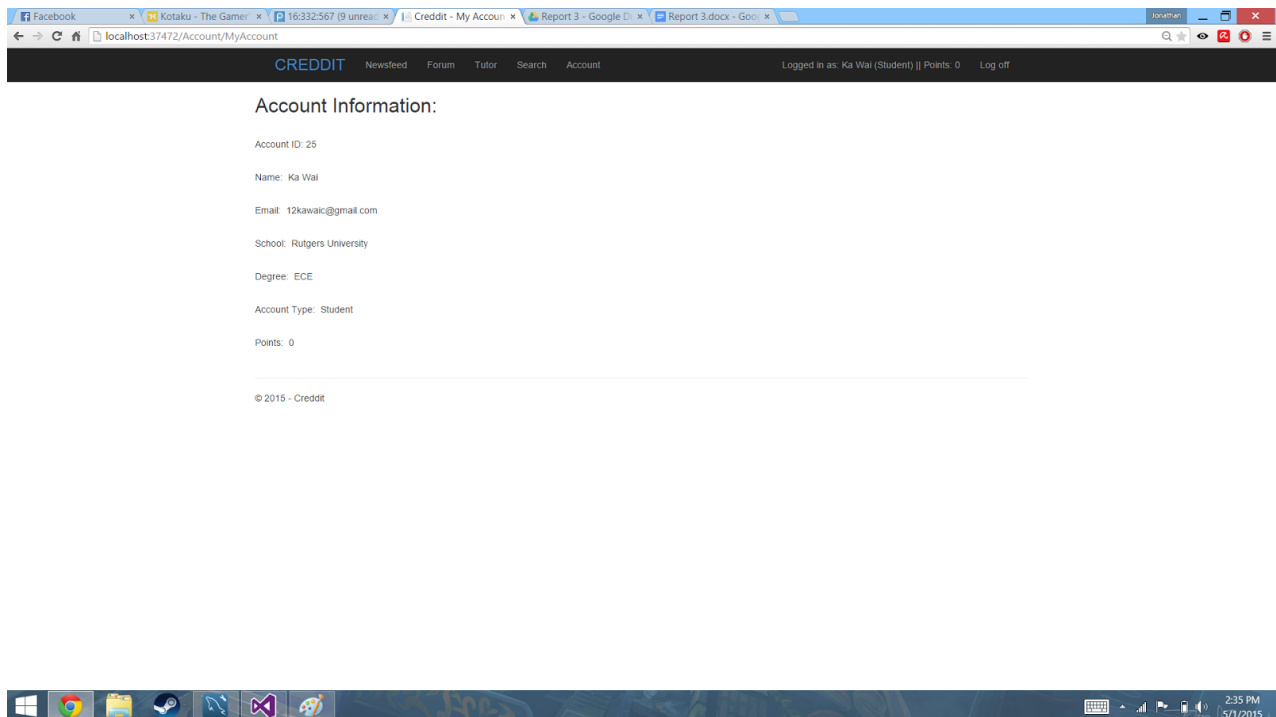 Facebook Kotaku - The Gamer' 16:332:567 (9 unread Creddit - My Accoun Report 3 - Google Dr Report 3.docx - Goo Jonathan
localhost:37472/Account/MyAccount
CREDDIT Newsfeed Forum Tutor Search Account Logged in as: Ka Wai (Student) || Points: 0 Log off
Account Information:
Account ID: 25
Name: Ka Wai
Email: 12kawaic@gmail.com
School: Rutgers University
Degree: ECE
Account Type: Student
Points: 0
© 2015 - Creddit
2:35 PM
5/1/2015